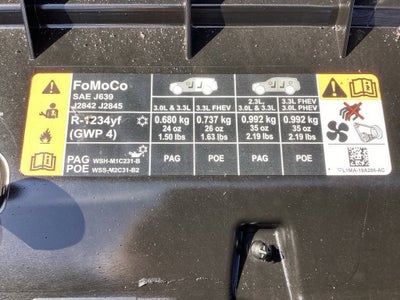 FoMoCo
SAE J639
J2842 J2845
R-1234yf
(GWP 4)
3.0L & 3.3L
3.3L FHEV
2.3L,
3.0L & 3.3L
3.3L FHEV
3.0L PHEV
0.680 kg
24 oz
1.50 lbs
0.737 kg
26 oz
1.63 lbs
0.992 kg
35 oz
2.19 lbs
0.992 kg
35 oz
2.19 lbs
PAG WSH-M1C231-B
POE WSS-M2C31-B2
PAG
POE
PAG
POE
L1MA-19A286-AC